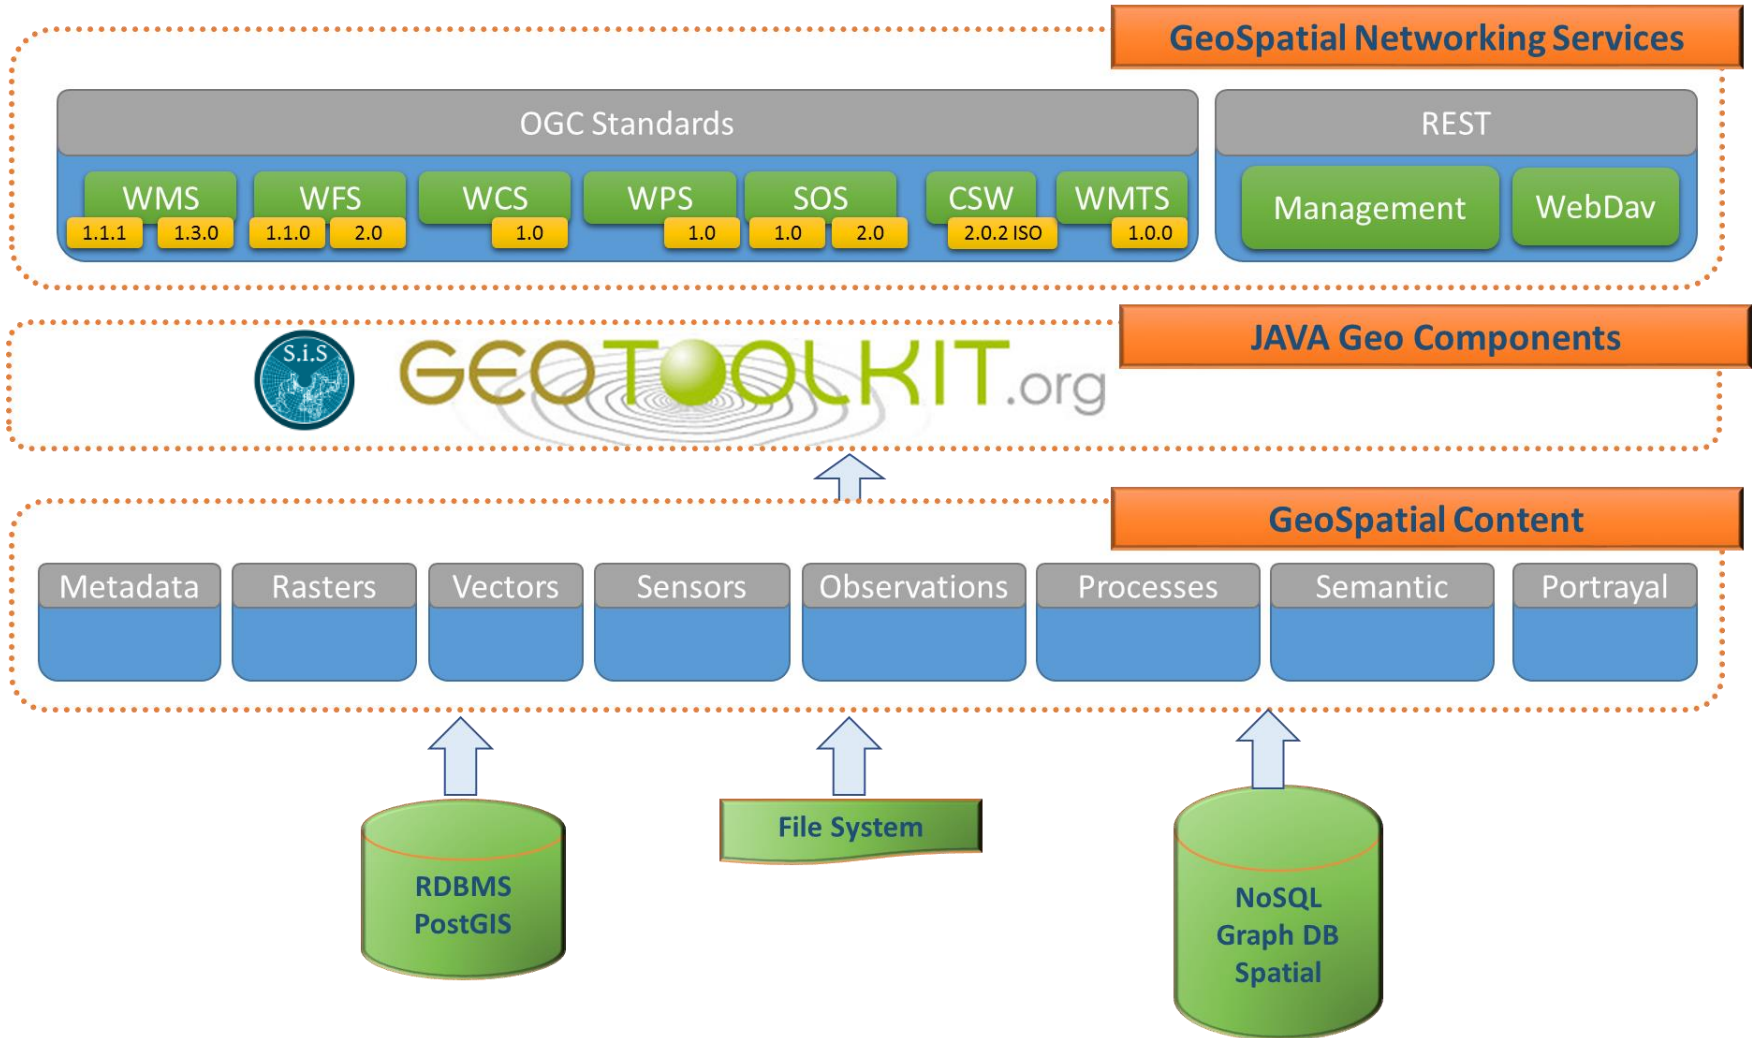 GeoSpatial Networking Services
OGC Standards
REST
WMS
WFS
WCS
WPS
SOS
CSW
WMTS
Management
WebDav
1.1.1
1.3.0
1.1.0
2.0
1.0
1.0
1.0
2.0
2.0.2 ISO
1.0.0
JAVA Geo Components
S.i.S
GEOTOOLKIT.org
GeoSpatial Content
Metadata
Rasters
Vectors
Sensors
Observations
Processes
Semantic
Portrayal
RDBMS
PostGIS
File System
NoSQL
Graph DB
Spatial